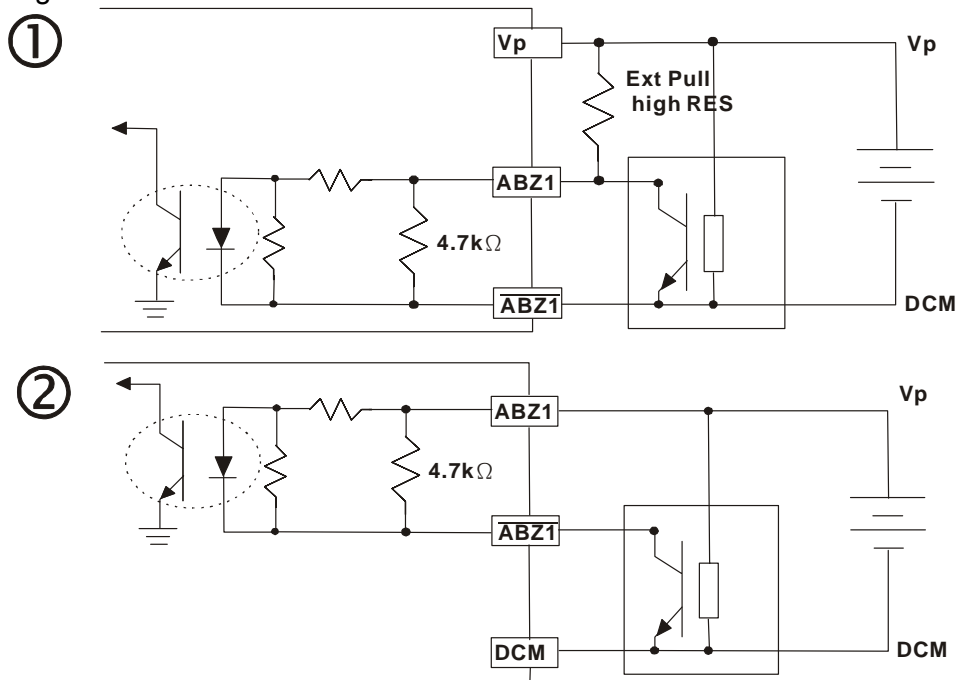 ①
Vp
Vp
Ext Pull
high RES
ABZ1
4.7kΩ
ABZ1
DCM
②
Vp
ABZ1
4.7kΩ
ABZ1
DCM
DCM